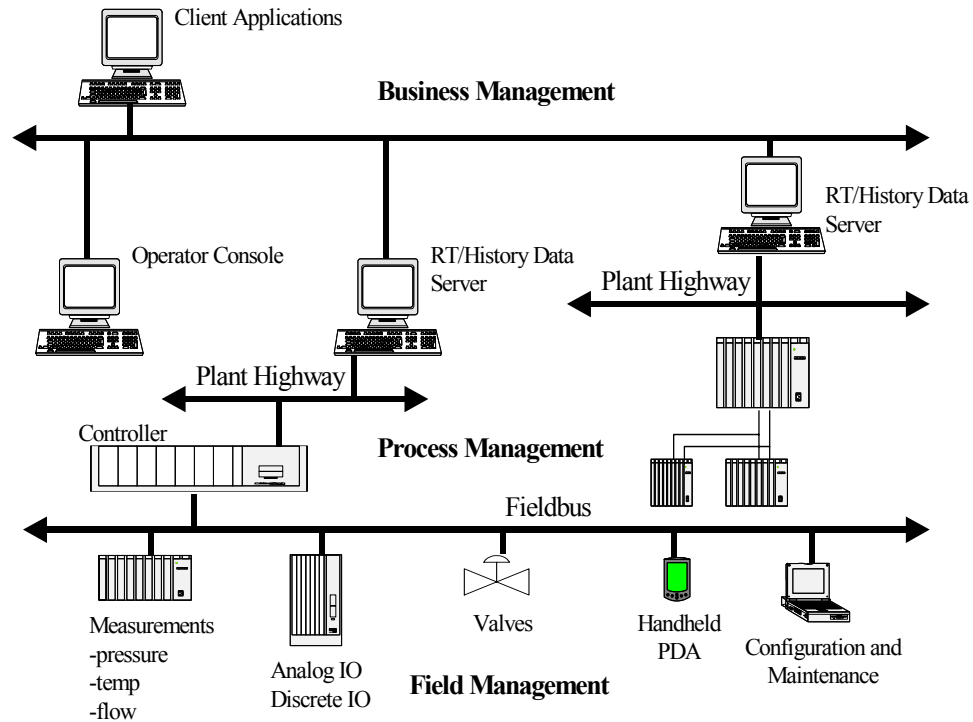 Client Applications
Business Management
RT/History Data
Server
Operator Console
RT/History Data
Server
Plant Highway
Plant Highway
Controller
Process Management
Fieldbus
Measurements
-pressure
-temp
-flow
Analog IO
Discrete IO
Valves
Handheld
PDA
Configuration and
Maintenance
Field Management